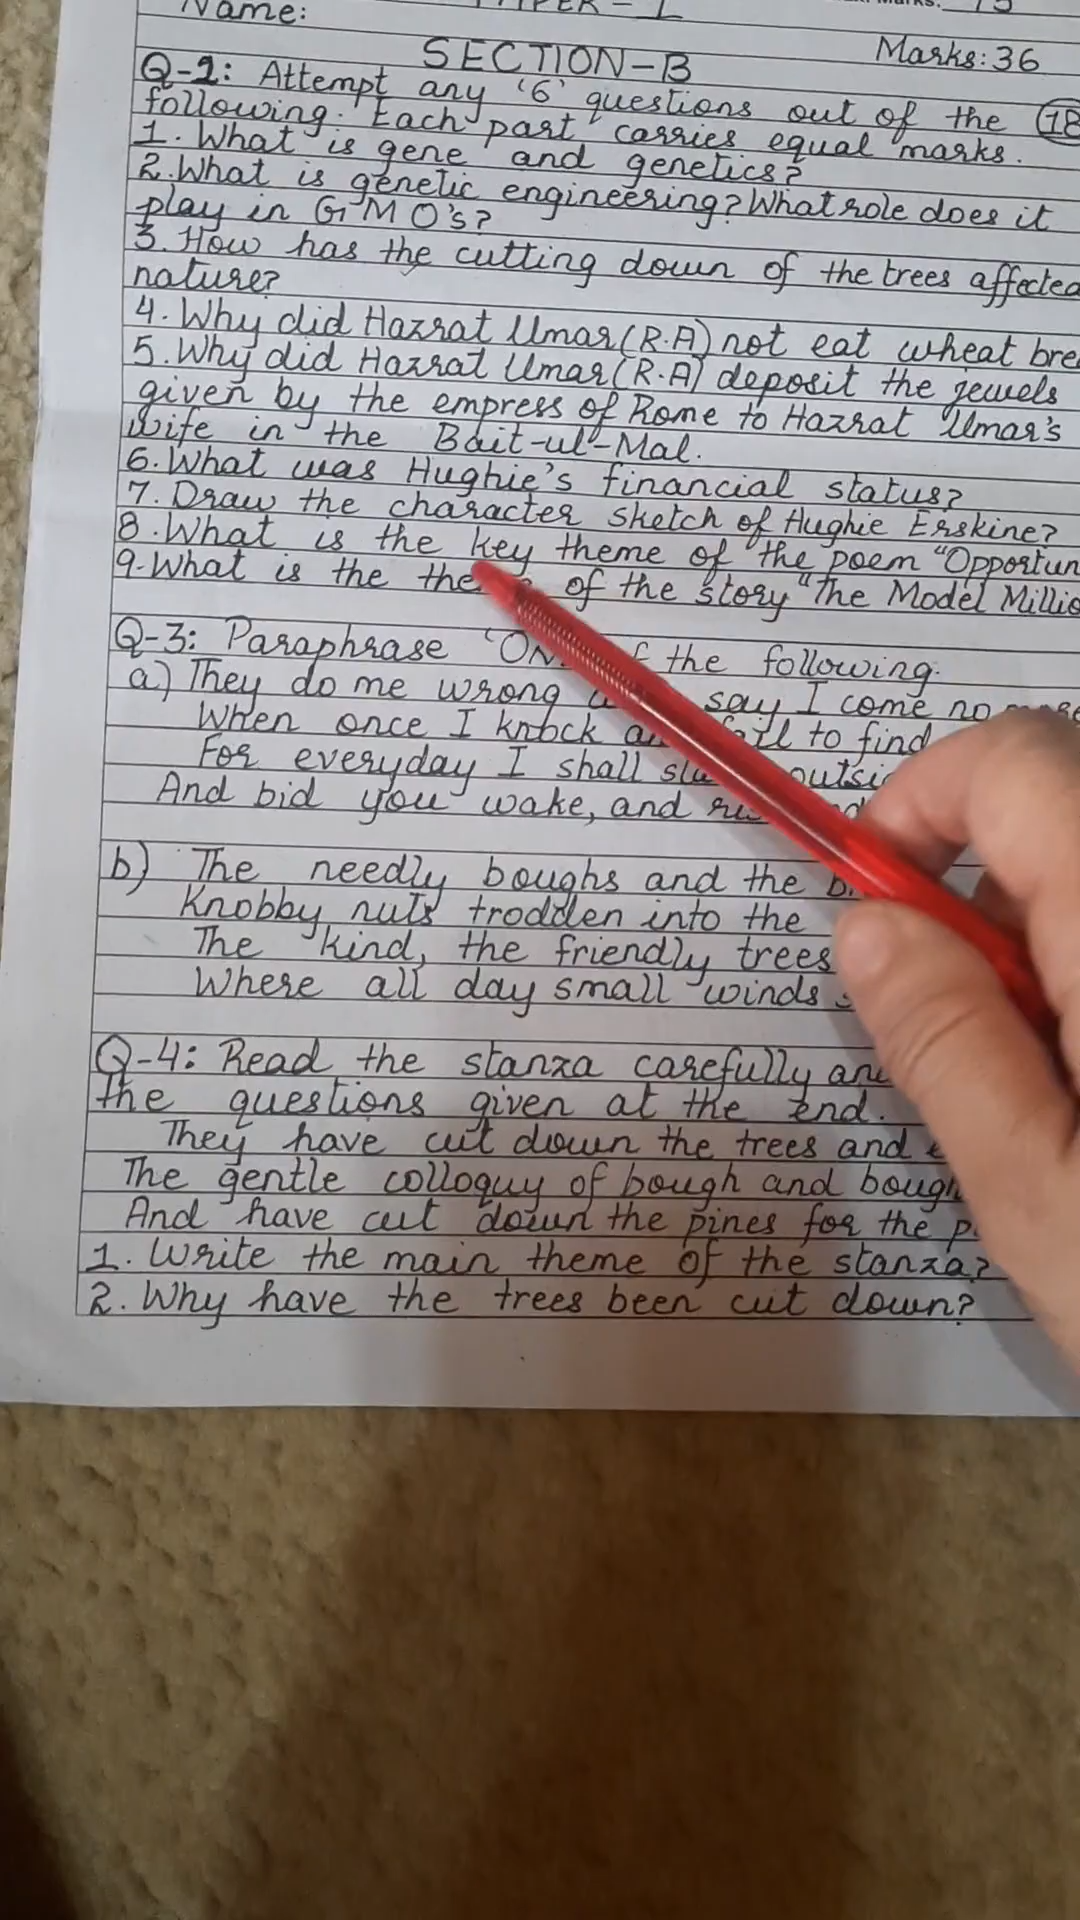 Name:
SECTION-B Marks: 36
Q-2: Attempt any '6' questions out of the 18
following. Each part carries equal marks.
1. What is gene and genetics?
2. What is genetic engineering? What role does it
play in GMO's?
3. How has the cutting down of the trees affected
nature?
4. Why did Hazrat Umar (R.A) not eat wheat
5. Why did Hazrat Umar (R.A) deposit the jewels
given by the empress of Rome to Hazrat Umar's
wife in the Bait-ul-Mal.
6. What was Hughie's financial status?
7. Draw the character sketch of Hughie Erskine?
8. What is the key theme of the poem "Opportun
9. What is the of the story "The Model Millio
Q-3: Paraphrase the following.
a) They do me wrong say I come no
When once I knock fail to find
For everyday I shall
And bid you wake, and
b) The needly boughs and the
Knobby nuts trodden into the
The kind, the friendly trees
Where all day small winds
Q-4: Read the stanza carefully and
the questions given at the end.
They have cut down the trees and
The gentle colloquy of bough and bough
And have cut down the pines for the
1. Write the main theme of the stanza?
2. Why have the trees been cut down?